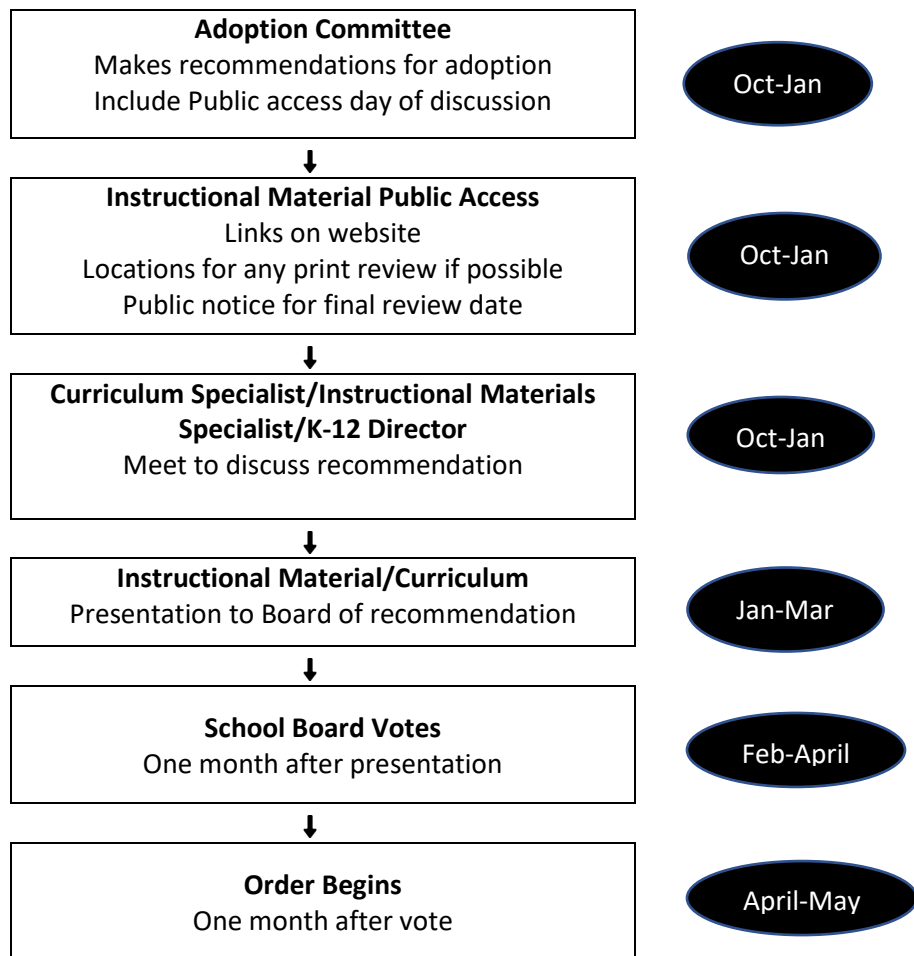 Adoption Committee
Makes recommendations for adoption
Include Public access day of discussion
Oct-Jan
Instructional Material Public Access
Links on website
Locations for any print review if possible
Public notice for final review date
Oct-Jan
Curriculum Specialist/Instructional Materials
Specialist/K-12 Director
Meet to discuss recommendation
Oct-Jan
Instructional Material/Curriculum
Presentation to Board of recommendation
Jan-Mar
School Board Votes
One month after presentation
Feb-April
Order Begins
One month after vote
April-May